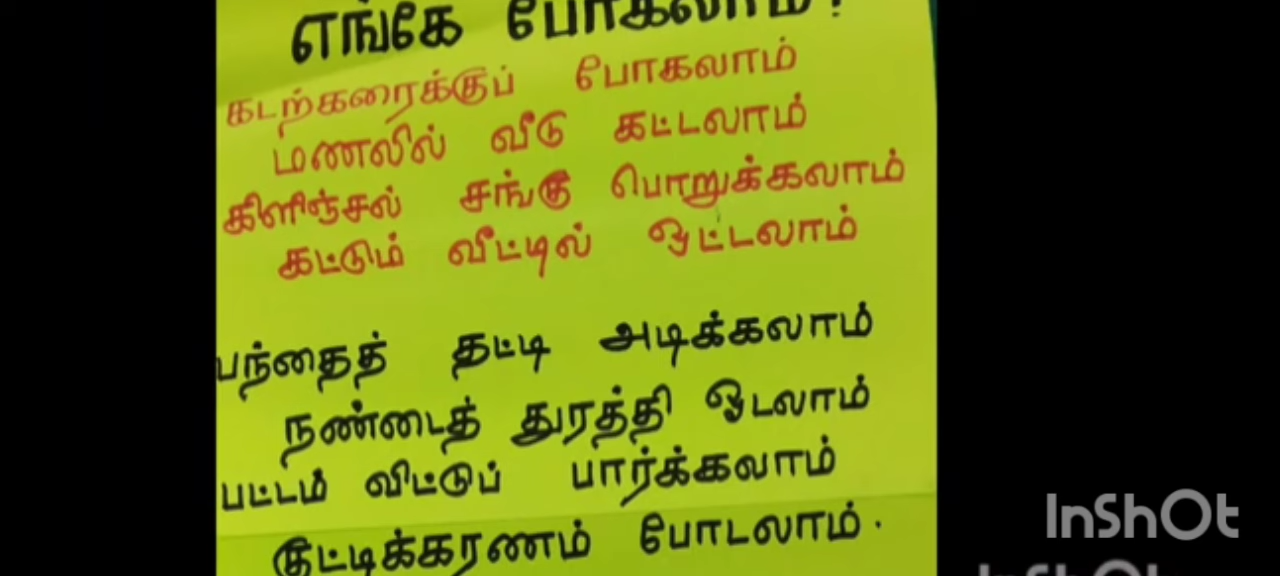 எங்கே போகலாம்?
கடற்கரைக்குப் போகலாம்
மணலில் வீடு கட்டலாம்
கிளிஞ்சல் சங்கு பொறுக்கலாம்
கட்டும் வீட்டில் ஒட்டலாம்
பந்தைத் தட்டி அடிக்கலாம்
நண்டைத் துரத்தி ஓடலாம்
பட்டம் விட்டுப் பார்க்கலாம்
குட்டிக்கரணம் போடலாம்.
InShOt
InShOt